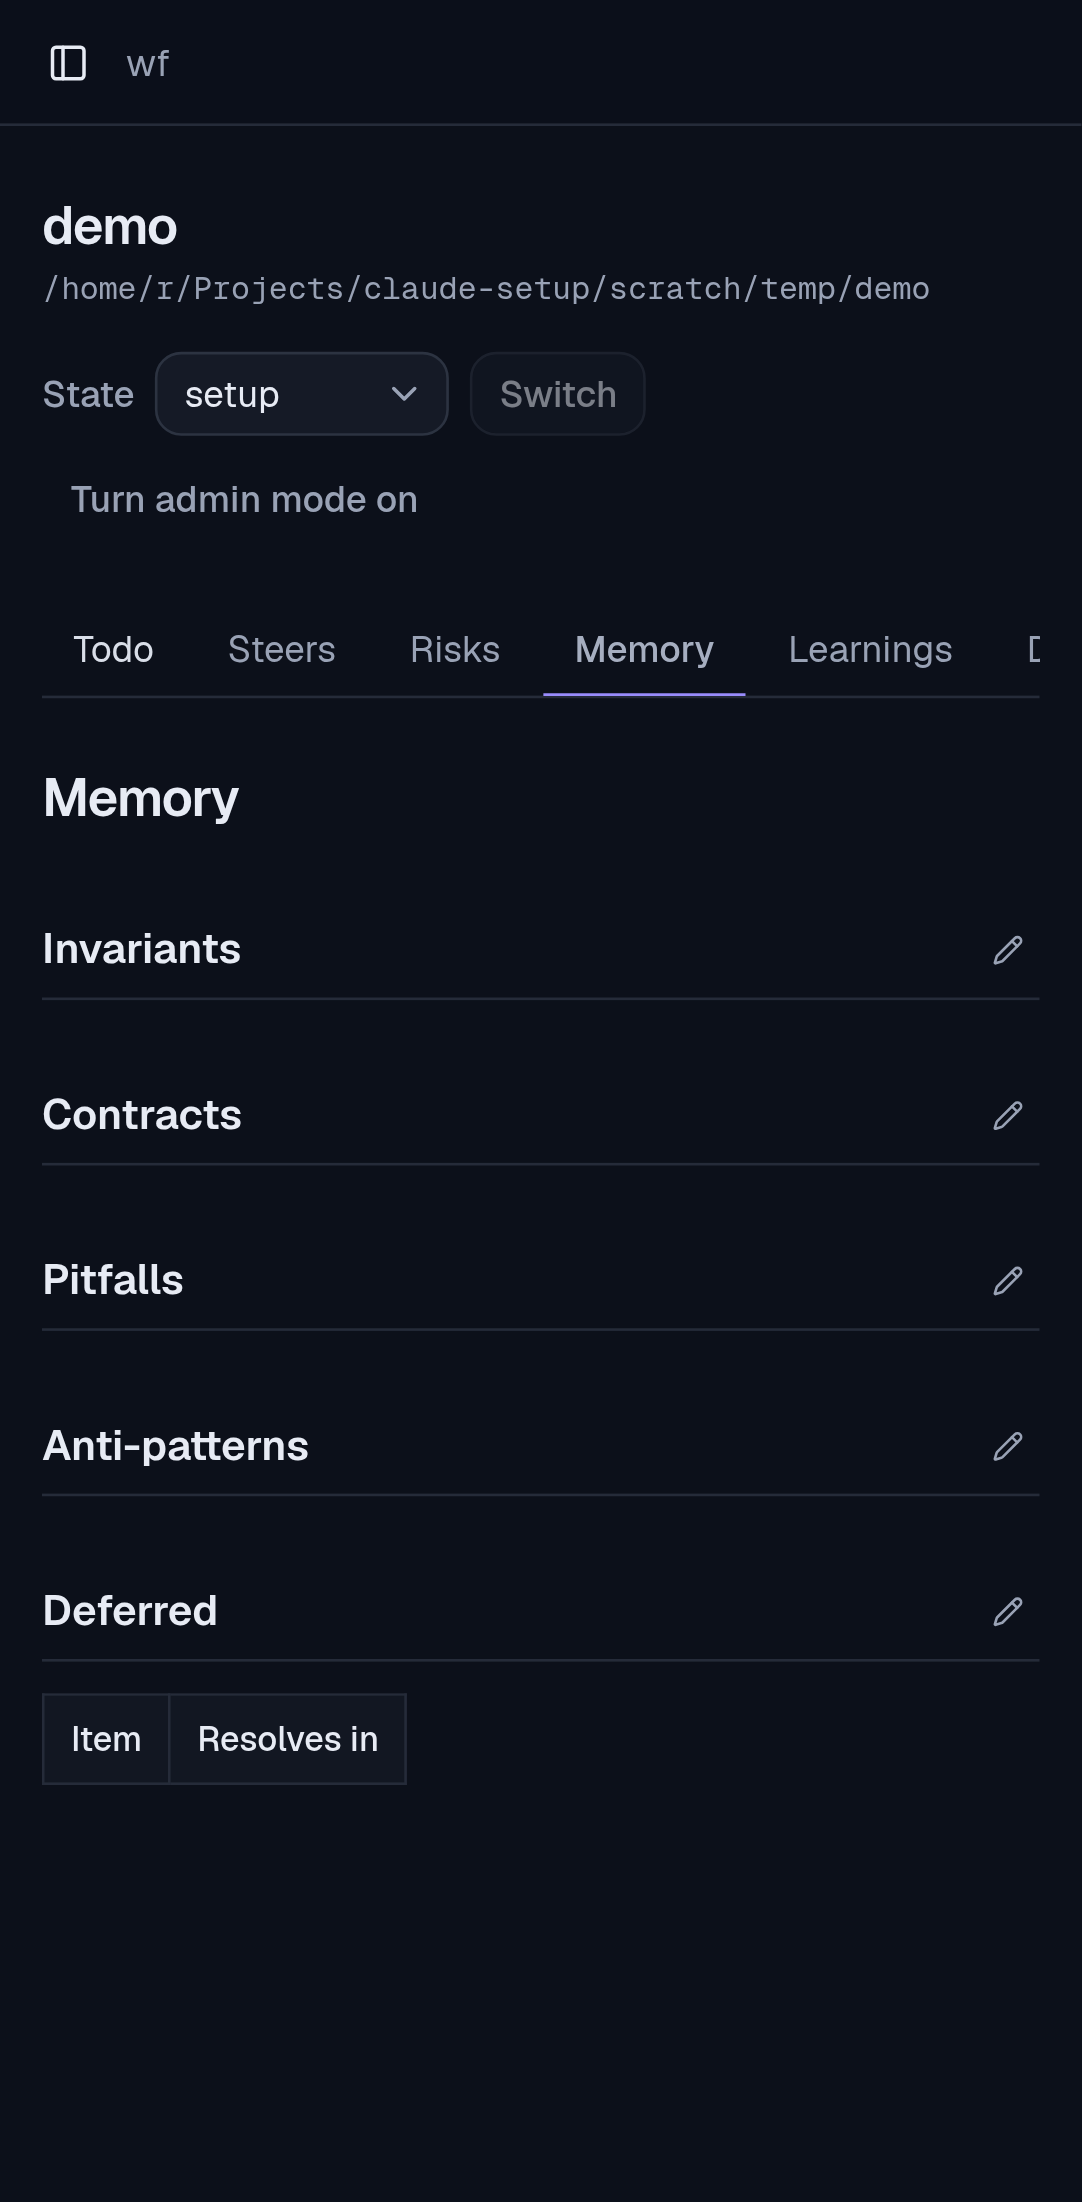 wf
demo
/home/r/Projects/claude-setup/scratch/temp/demo
State setup Switch
Turn admin mode on
Todo Steers Risks Memory Learnings
Memory
Invariants
Contracts
Pitfalls
Anti-patterns
Deferred
Item Resolves in